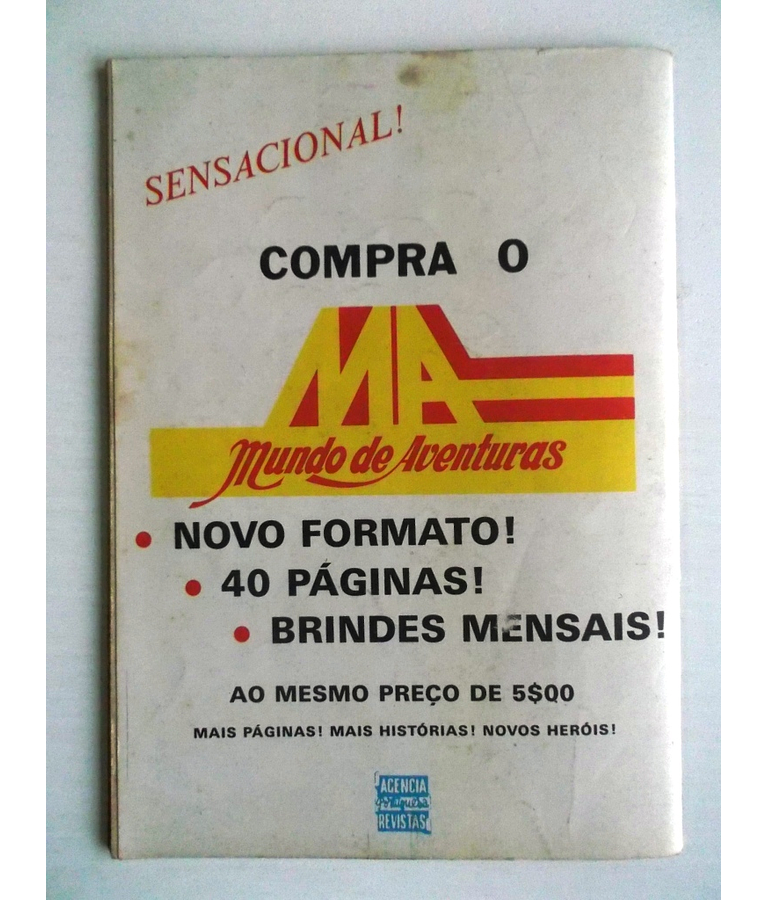 SENSACIONAL!
COMPRA O
MA
Mundo de Aventuras
• NOVO FORMATO!
• 40 PÁGINAS!
• BRINDES MENSAIS!
AO MESMO PREÇO DE 5$00
MAIS PÁGINAS! MAIS HISTÓRIAS! NOVOS HERÓIS!
AGENCIA
Portuguesa
REVISTAS